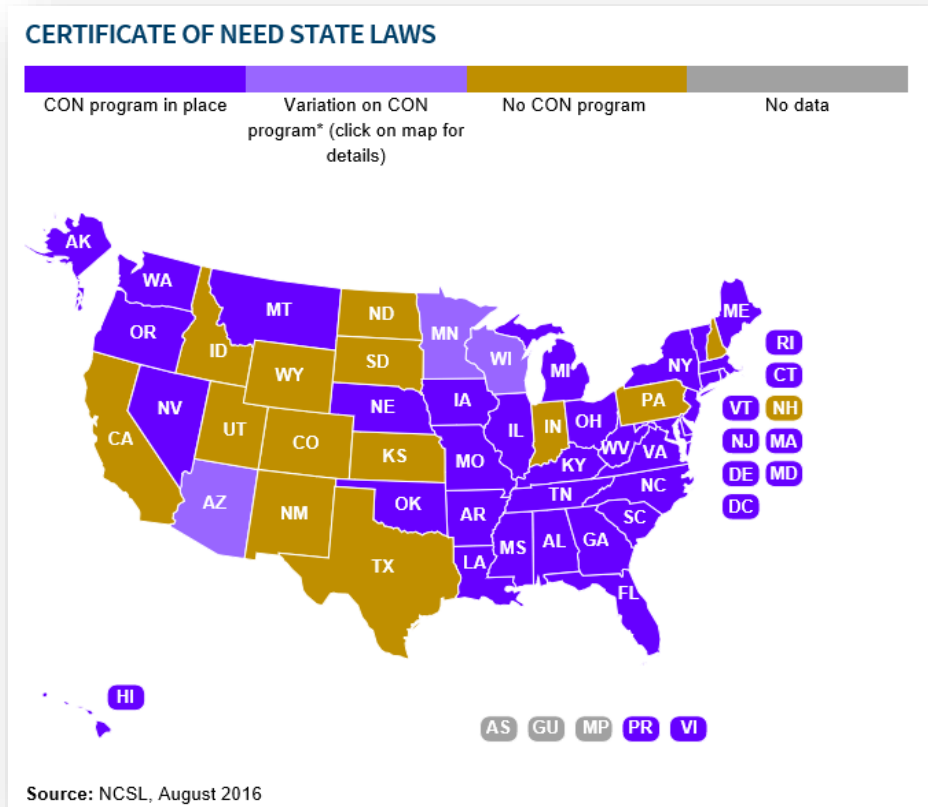 CERTIFICATE OF NEED STATE LAWS
CON program in place
Variation on CON
program* (click on map for
details)
No CON program
No data
AK
WA
MT
ND
MN
ME
OR
ID
SD
WI
MI
NY
RI
WY
CT
NV
NE
IA
PA
VT
NH
CA
UT
CO
KS
MO
IL
IN
OH
WV
VA
NJ
MA
KY
DE
MD
AZ
NM
OK
AR
TN
NC
DC
SC
TX
LA
MS
AL
GA
FL
HI
AS
GU
MP
PR
VI
Source: NCSL, August 2016